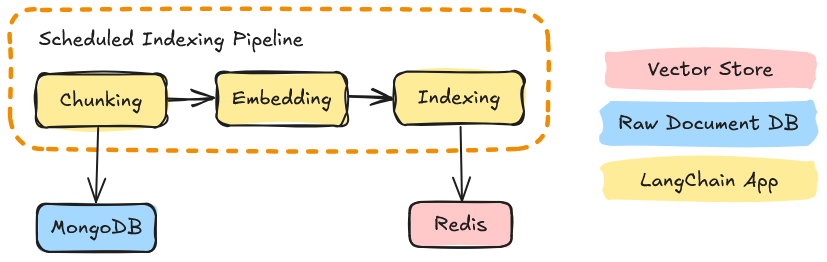 Scheduled Indexing Pipeline
Chunking
Embedding
Indexing
MongoDB
Redis
Vector Store
Raw Document DB
LangChain App